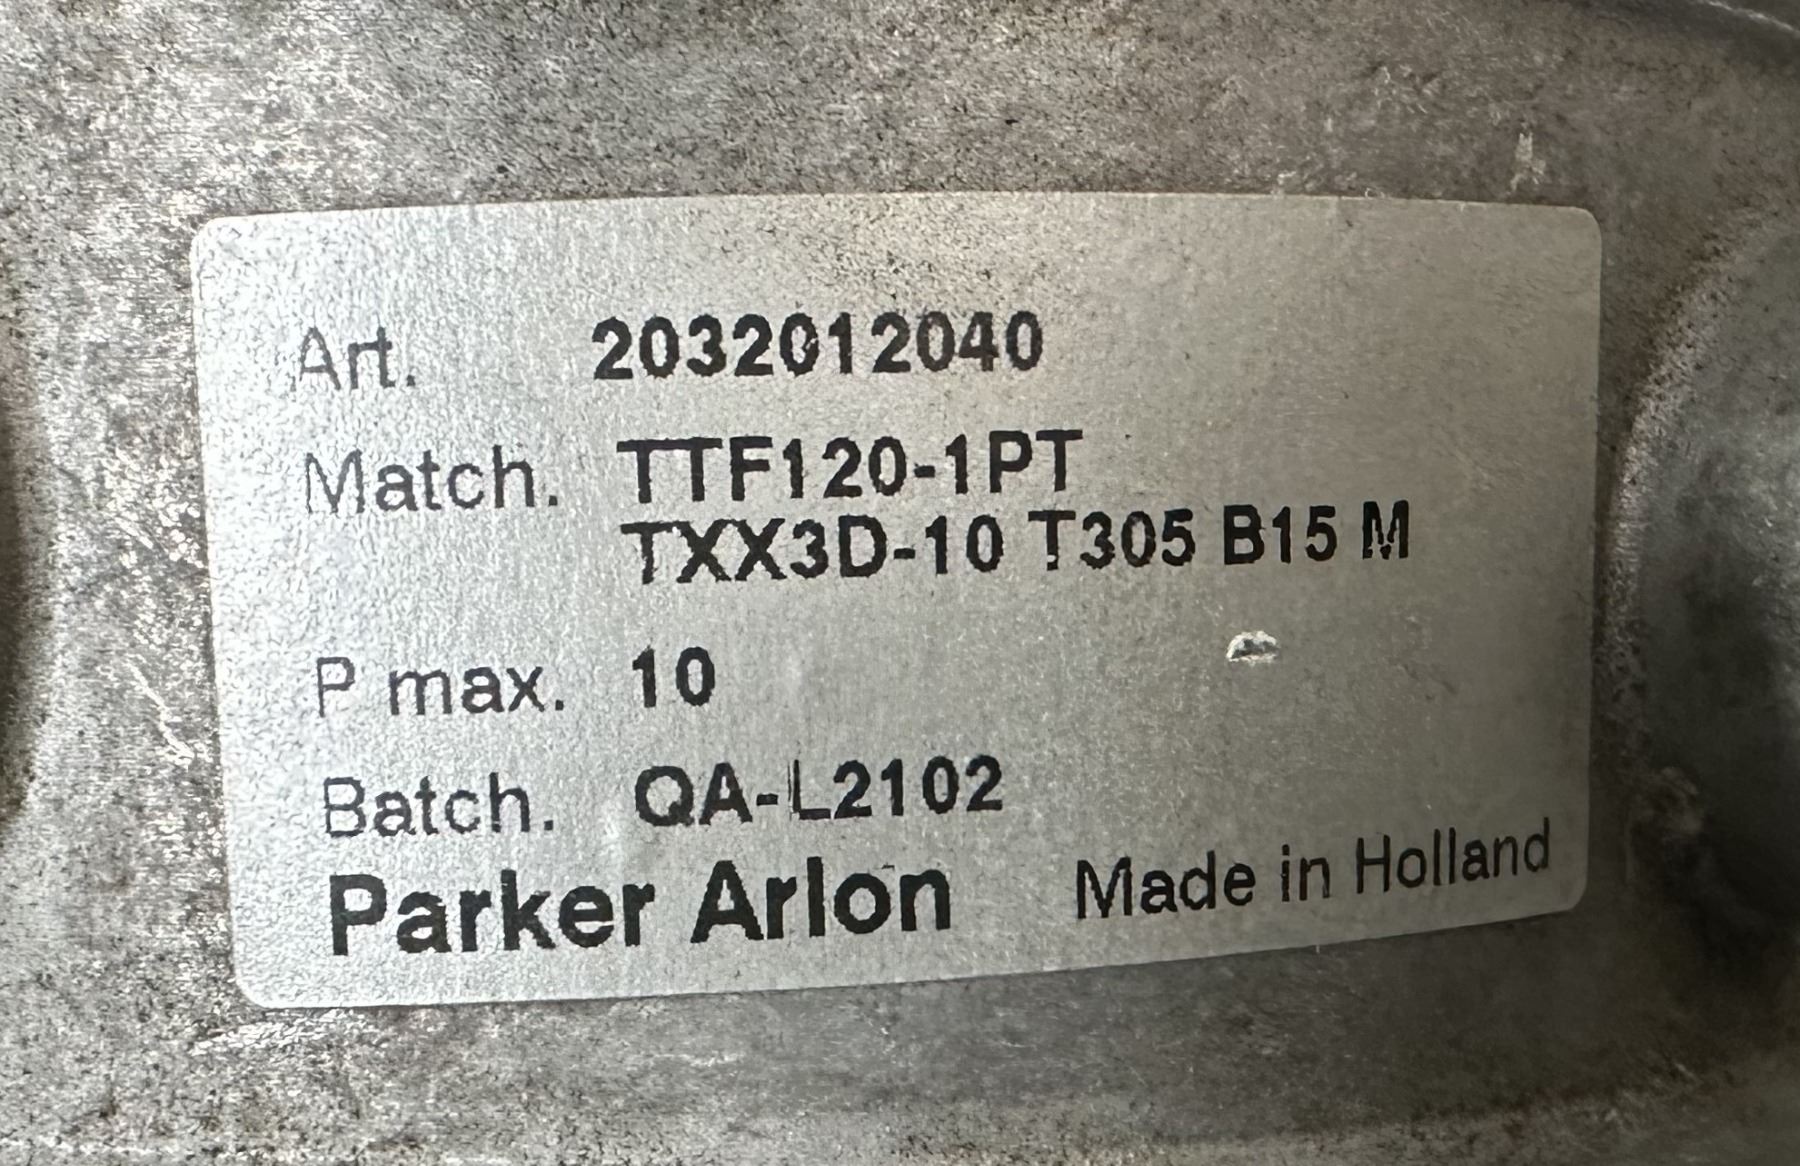 Art. 2032012040
Match. TTF120-1PT
TXX3D-10 T305 B15 M
P max. 10
Batch. QA-L2102
Parker Arlon Made in Holland